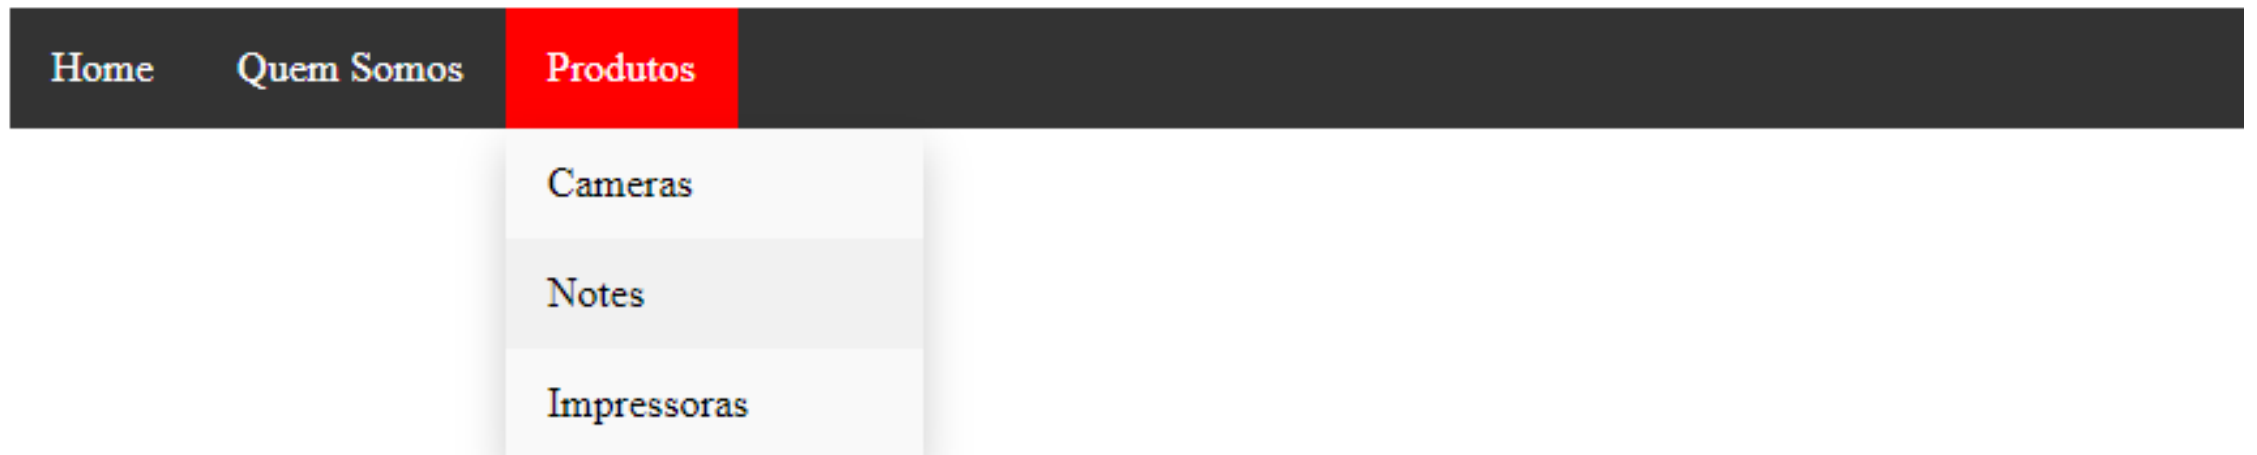 Home Quem Somos Produtos
Cameras
Notes
Impressoras